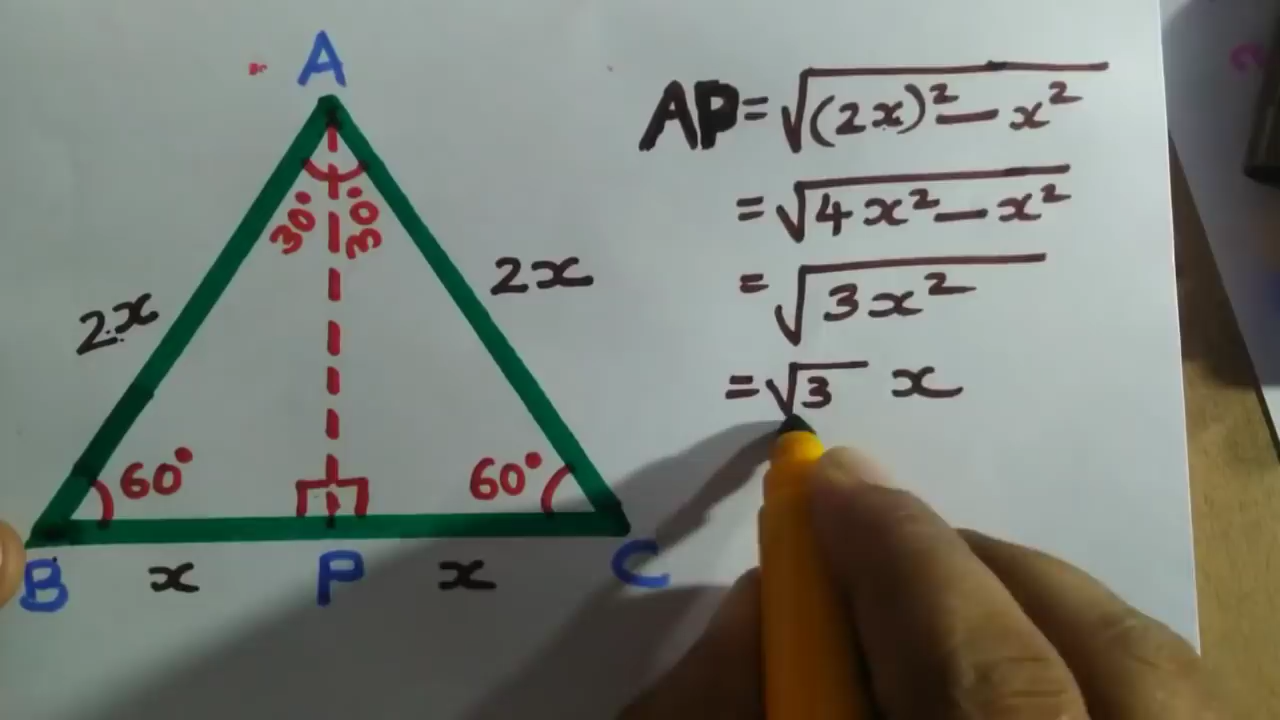 A
AP=√(2x)²-x²
=√4x²-x²
30° 30°
2x
=√3x²
2x
=√3 x
60° 60°
B x P x C